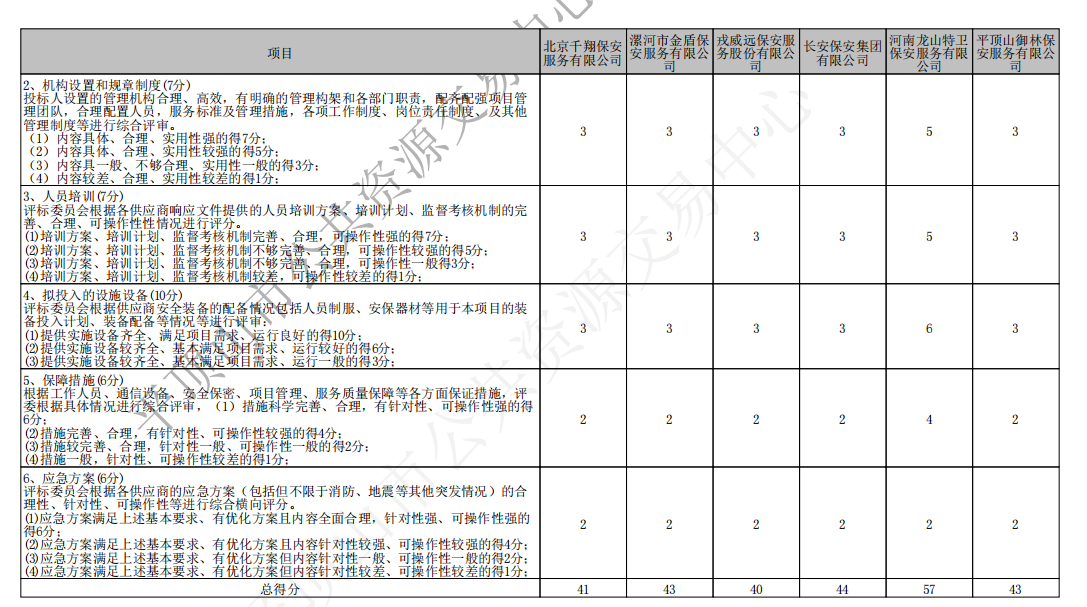 项目
北京千翔保安
服务有限公司
漯河市金盾保
安服务有限公
司
戎威远保安服
务股份有限公
司
长安保安集团
有限公司
河南龙山特卫
保安服务有限
公司
平顶山御林保
安服务有限公
司
2、机构设置和规章制度(7分)
投标人设置的管理机构合理、高效，有明确的管理构架和各部门职责，配齐配强项目管
理团队，合理配置人员，服务标准及管理措施，各项工作制度、岗位责任制度、及其他
管理制度等进行综合评审。
（1）内容具体、合理、实用性强的得7分；
（2）内容具体、合理、实用性较强的得5分；
（3）内容具一般、不够合理、实用性一般的得3分；
（4）内容较差、合理、实用性较差的得1分；
3 3 3 3 5 3
3、人员培训(7分)
评标委员会根据各供应商响应文件提供的人员培训方案、培训计划、监督考核机制的完
善、合理、可操作性性情况进行评分。
(1)培训方案、培训计划、监督考核机制完善、合理，可操作性强的得7分；
(2)培训方案、培训计划、监督考核机制不够完善、合理，可操作性较强的得5分；
(3)培训方案、培训计划、监督考核机制不够完善、合理，可操作性一般得3分；
(4)培训方案、培训计划、监督考核机制较差，可操作性较差的得1分；
3 3 3 3 5 3
4、拟投入的设施设备(10分)
评标委员会根据供应商安全装备的配备情况包括人员制服、安保器材等用于本项目的装
备投入计划、装备配备等情况等进行评审：
(1)提供实施设备齐全、满足项目需求、运行良好的得10分；
(2)提供实施设备较齐全、基本满足项目需求、运行较好的得6分；
(3)提供实施设备较齐全、基本满足项目需求、运行一般的得3分；
3 3 3 3 6 3
5、保障措施(6分)
根据工作人员、通信设备、安全保密、项目管理、服务质量保障等各方面保证措施，评
委根据具体情况进行综合评审，（1）措施科学完善、合理，有针对性、可操作性强的得
6分；
(2)措施完善、合理，有针对性、可操作性较强的得4分；
(3)措施较完善、合理，针对性一般、可操作性一般的得2分；
(4)措施一般，针对性、可操作性较差的得1分；
2 2 2 2 4 2
6、应急方案(6分)
评标委员会根据各供应商的应急方案（包括但不限于消防、地震等其他突发情况）的合
理性、针对性、可操作性等进行综合横向评分。
(1)应急方案满足上述基本要求、有优化方案且内容全面合理，针对性强、可操作性强的
得6分；
(2)应急方案满足上述基本要求、有优化方案且内容针对性较强、可操作性较强的得4分；
(3)应急方案满足上述基本要求、有优化方案但内容针对性一般、可操作性一般的得2分；
(4)应急方案满足上述基本要求、有优化方案但内容针对性较差、可操作性较差的得1分；
2 2 2 2 2 2
总得分 41 43 40 44 57 43
平顶山市公共资源交易中心
平顶山市公共资源交易中心